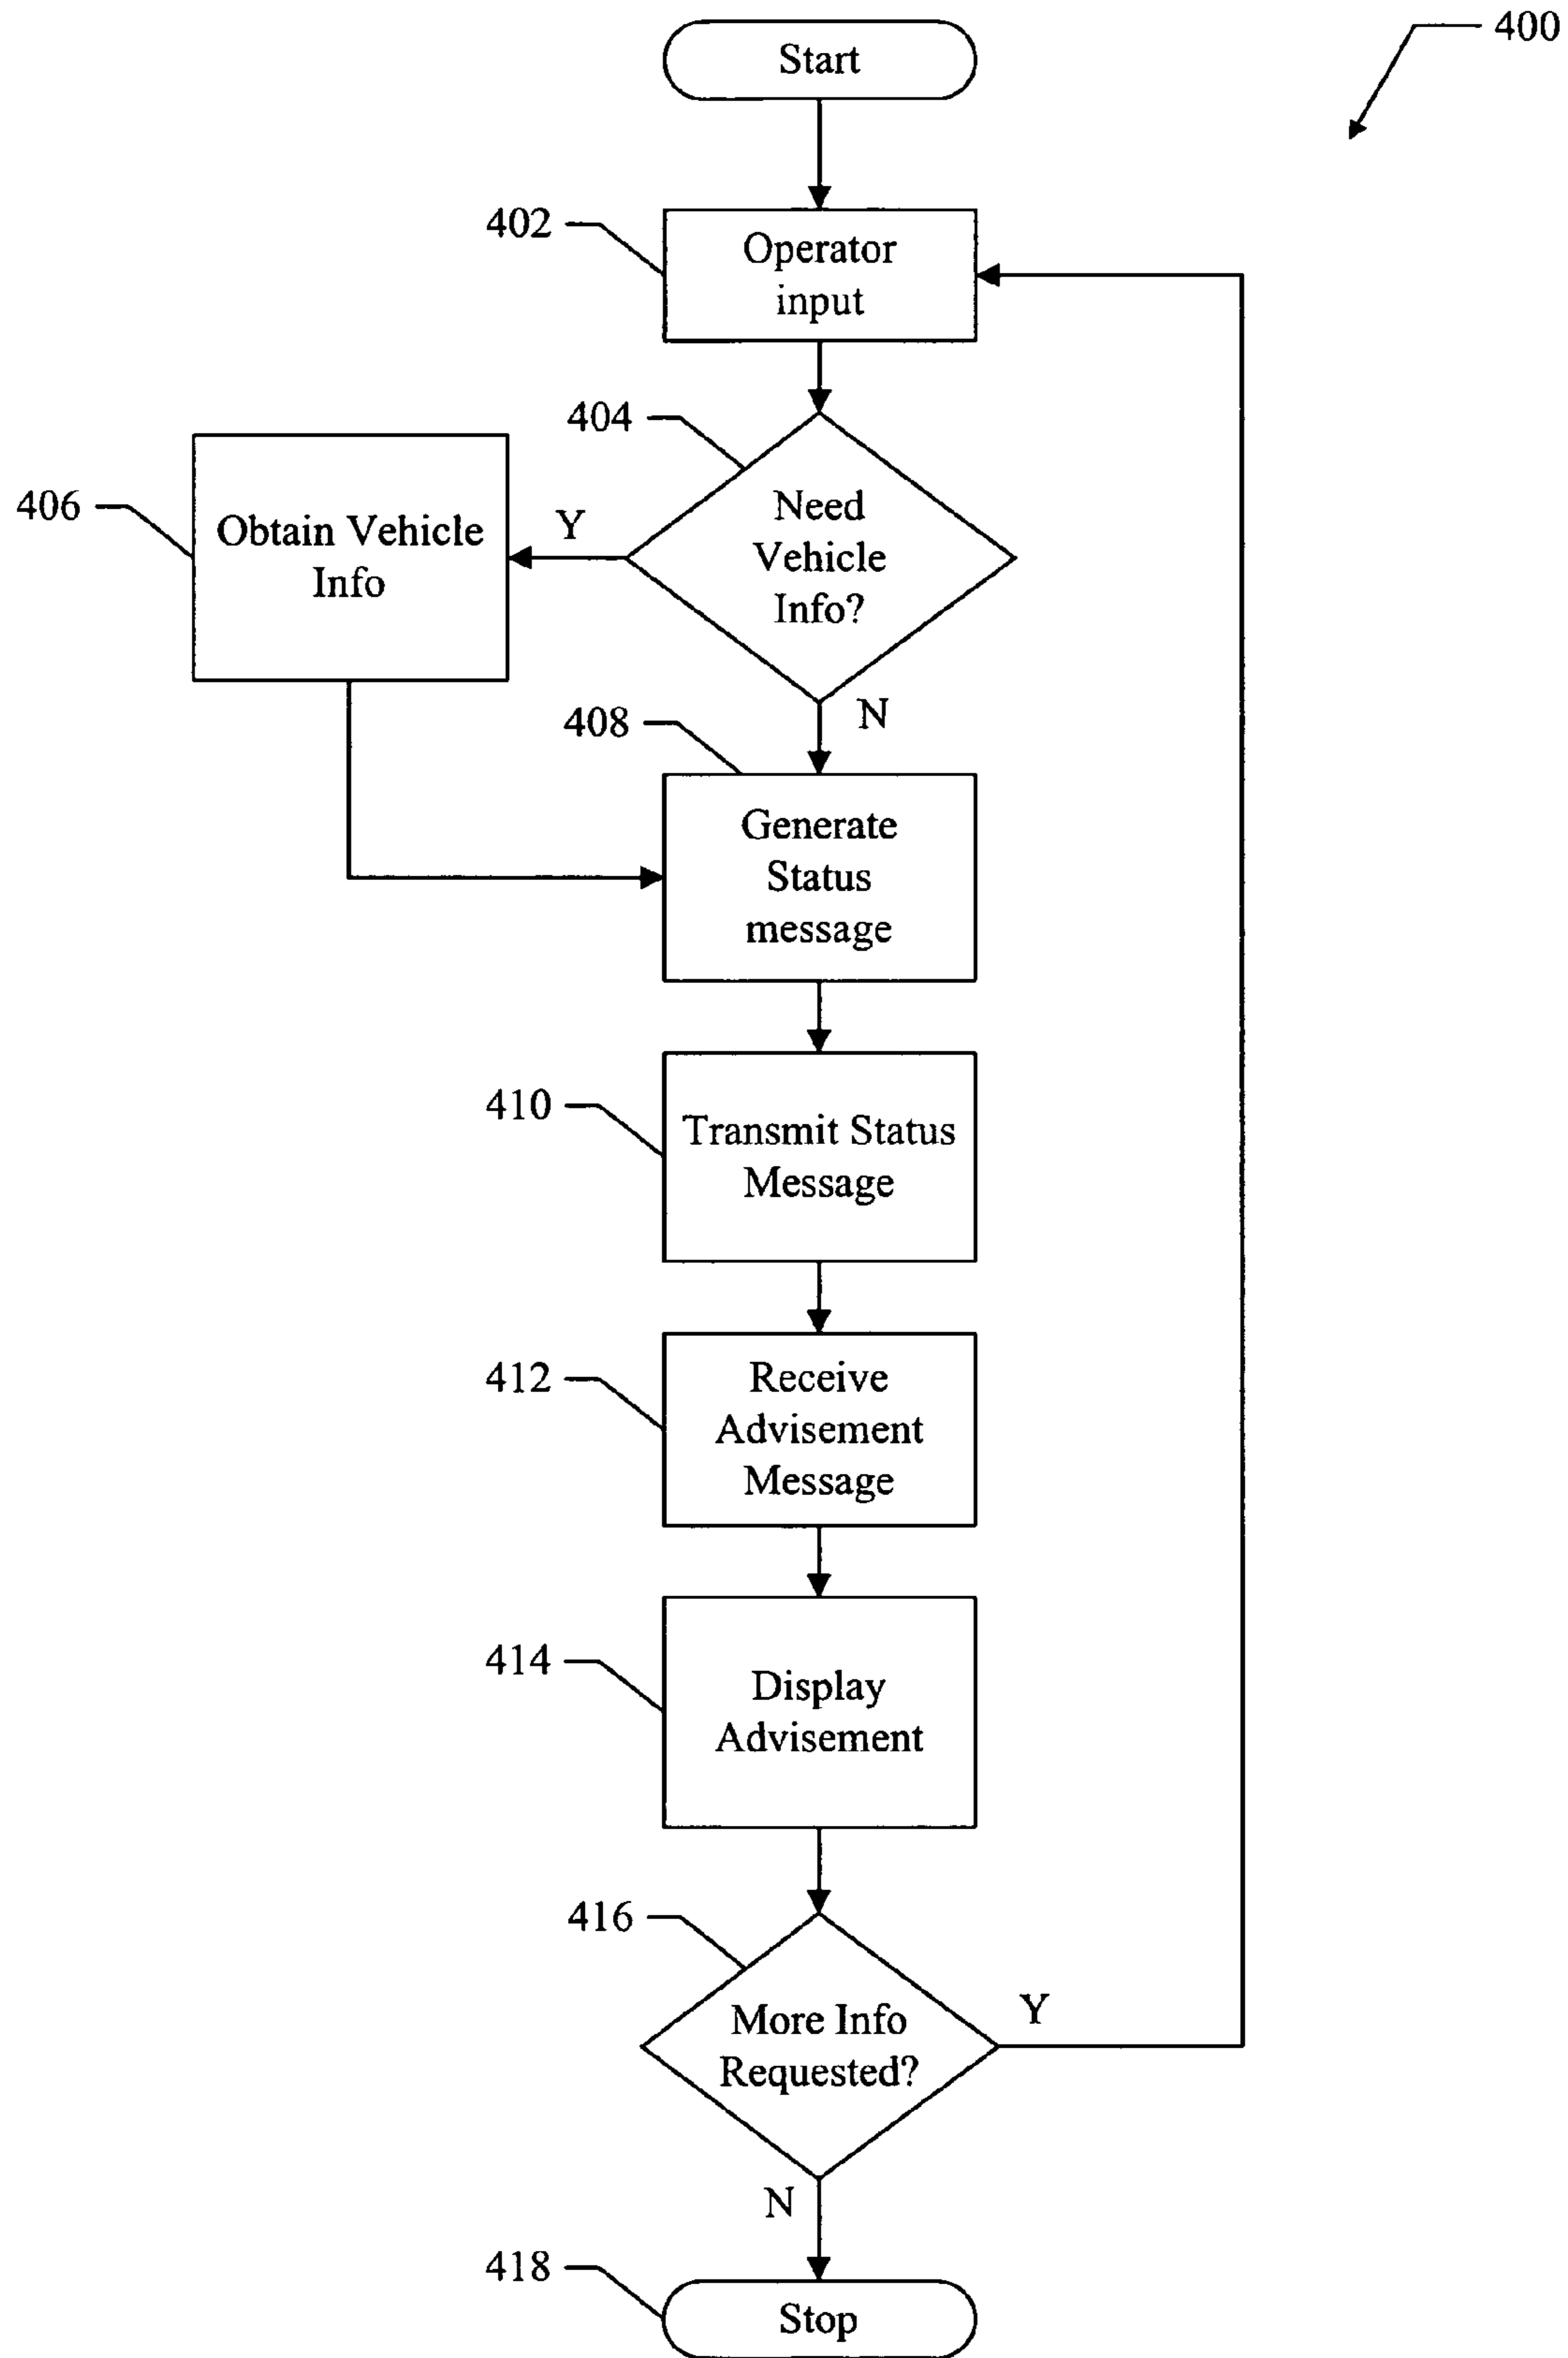 400
Start
402
Operator
input
404
Need
Vehicle
Info?
Y
406
Obtain Vehicle
Info
N
408
Generate
Status
message
410
Transmit Status
Message
412
Receive
Advisement
Message
414
Display
Advisement
416
More Info
Requested?
Y
N
418
Stop